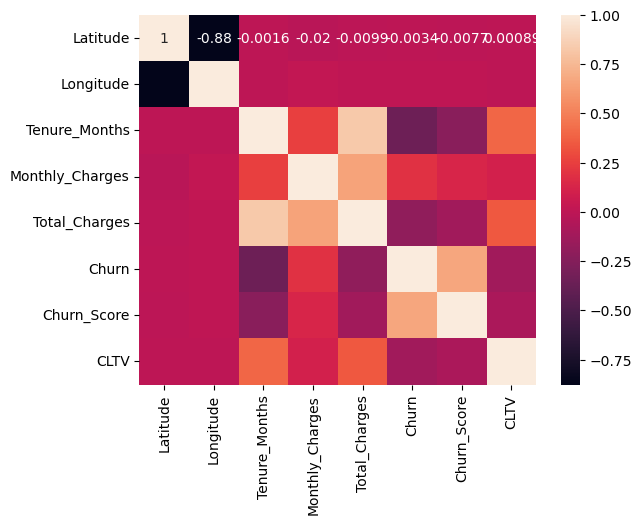 Latitude 1 -0.88 -0.0016 -0.02 -0.0099 -0.0034 -0.0077 0.00089 1.00
Longitude 0.75
Tenure_Months 0.50
Monthly_Charges 0.25
Total_Charges 0.00
Churn -0.25
Churn_Score -0.50
CLTV -0.75
Latitude Longitude Tenure_Months Monthly_Charges Total_Charges Churn Churn_Score CLTV